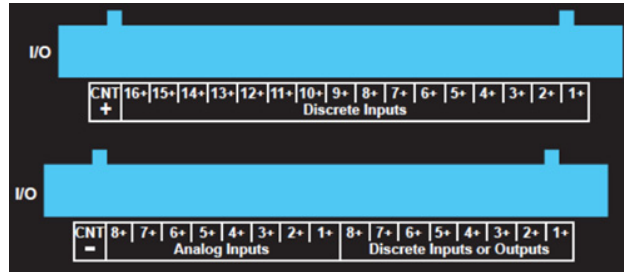 I/O
CNT 16+ 15+ 14+ 13+ 12+ 11+ 10+ 9+ 8+ 7+ 6+ 5+ 4+ 3+ 2+ 1+
+ Discrete Inputs
I/O
CNT 8+ 7+ 6+ 5+ 4+ 3+ 2+ 1+ 8+ 7+ 6+ 5+ 4+ 3+ 2+ 1+
- Analog Inputs Discrete Inputs or Outputs